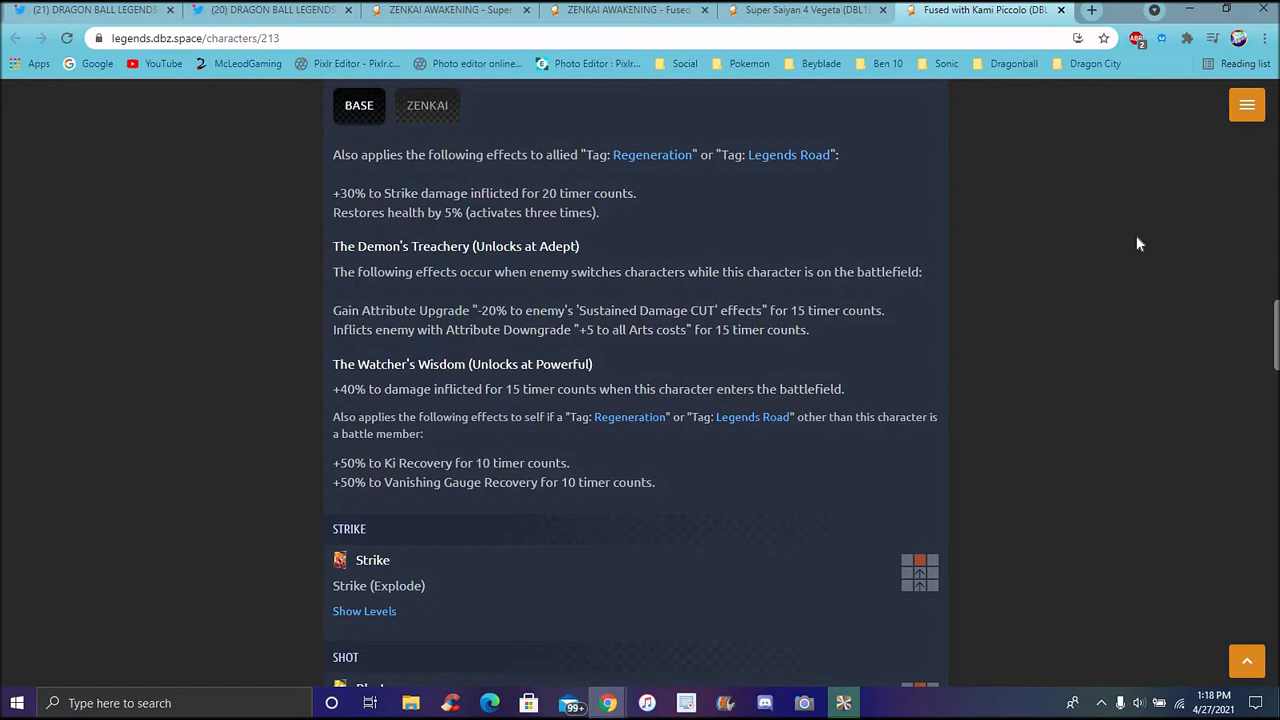 (21) DRAGON BALL LEGENDS
(20) DRAGON BALL LEGENDS
ZENKAI AWAKENING - Super
ZENKAI AWAKENING - Fused
Super Saiyan 4 Vegeta (DBL1
Fused with Kami Piccolo (DBL
legends.dbz.space/characters/213
2
Apps
Google
YouTube
McLeodGaming
Pixlr Editor - Pixlr.c...
Photo editor online...
Photo Editor : Pixlr...
Social
Pokemon
Beyblade
Ben 10
Sonic
Dragonball
Dragon City
Reading list
BASE
ZENKAI
Also applies the following effects to allied "Tag: Regeneration" or "Tag: Legends Road":
+30% to Strike damage inflicted for 20 timer counts.
Restores health by 5% (activates three times).
The Demon's Treachery (Unlocks at Adept)
The following effects occur when enemy switches characters while this character is on the battlefield:
Gain Attribute Upgrade "-20% to enemy's 'Sustained Damage CUT' effects" for 15 timer counts.
Inflicts enemy with Attribute Downgrade "+5 to all Arts costs" for 15 timer counts.
The Watcher's Wisdom (Unlocks at Powerful)
+40% to damage inflicted for 15 timer counts when this character enters the battlefield.
Also applies the following effects to self if a "Tag: Regeneration" or "Tag: Legends Road" other than this character is
a battle member:
+50% to Ki Recovery for 10 timer counts.
+50% to Vanishing Gauge Recovery for 10 timer counts.
STRIKE
Strike
Strike (Explode)
Show Levels
SHOT
Type here to search
99+
1:18 PM
4/27/2021